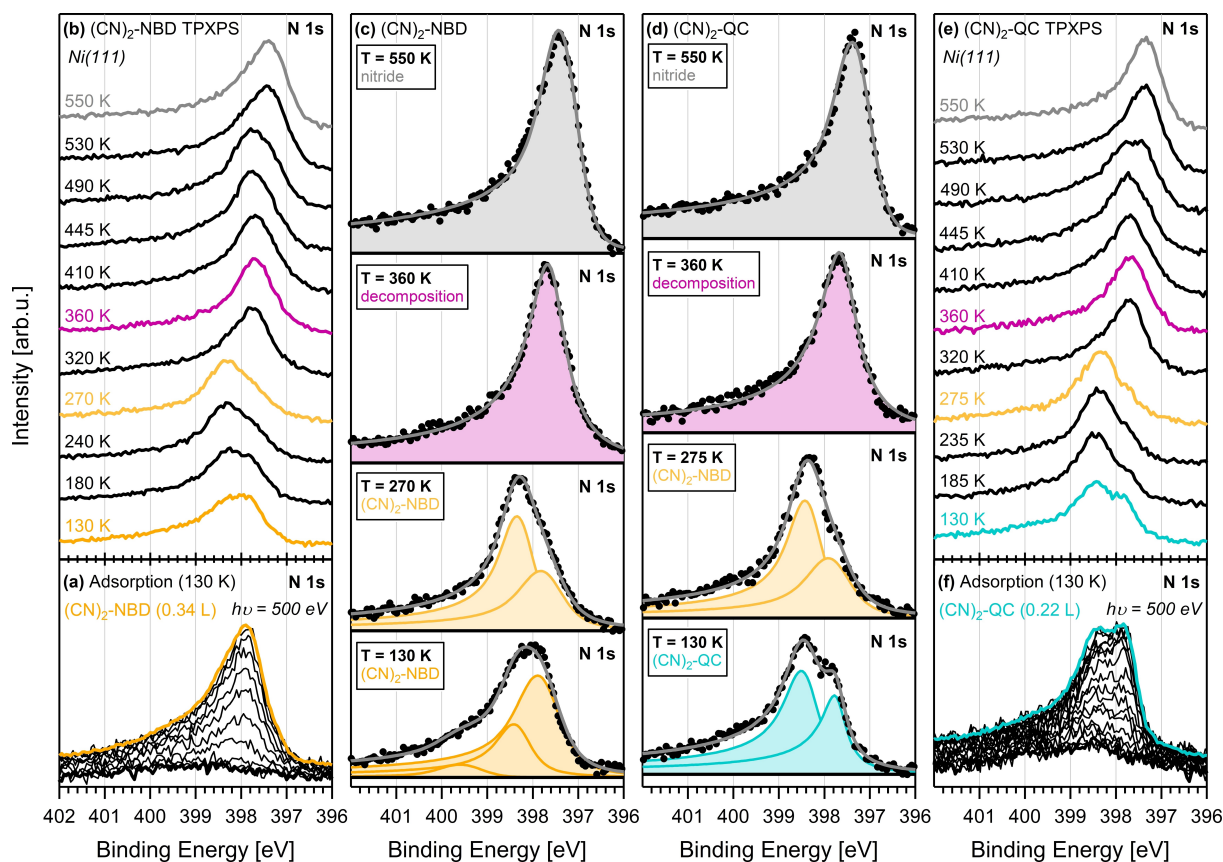 Intensity [arb.u.]
(b) (CN)₂-NBD TPXPS N 1s
Ni(111)
550 K
530 K
490 K
445 K
410 K
360 K
320 K
270 K
240 K
180 K
130 K
(a) Adsorption (130 K) N 1s
(CN)₂-NBD (0.34 L) hυ = 500 eV
402 401 400 399 398 397 396
Binding Energy [eV]
(c) (CN)₂-NBD N 1s
T = 550 K
nitride
T = 360 K N 1s
decomposition
T = 270 K N 1s
(CN)₂-NBD
T = 130 K N 1s
(CN)₂-NBD
401 400 399 398 397 396
Binding Energy [eV]
(d) (CN)₂-QC N 1s
T = 550 K
nitride
T = 360 K N 1s
decomposition
T = 275 K N 1s
(CN)₂-NBD
T = 130 K N 1s
(CN)₂-QC
401 400 399 398 397 396
Binding Energy [eV]
(e) (CN)₂-QC TPXPS N 1s
Ni(111)
550 K
530 K
490 K
445 K
410 K
360 K
320 K
275 K
235 K
185 K
130 K
(f) Adsorption (130 K) N 1s
(CN)₂-QC (0.22 L) hυ = 500 eV
401 400 399 398 397 396
Binding Energy [eV]